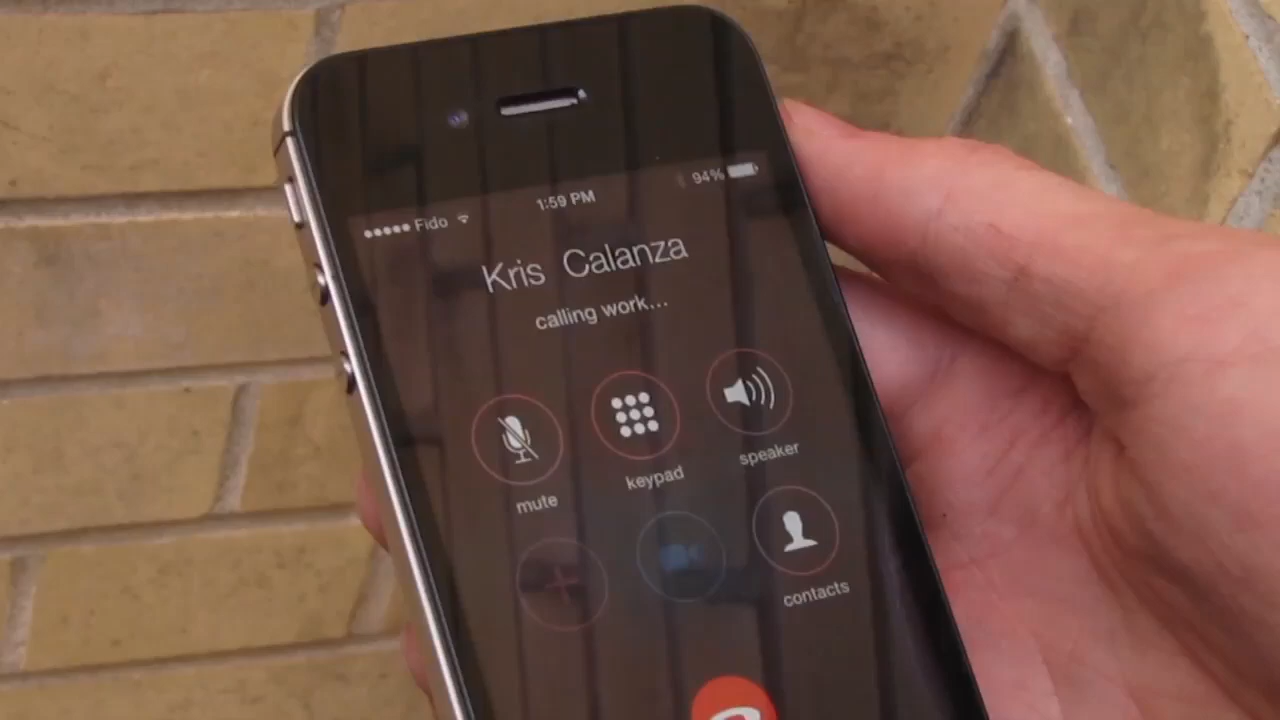 Fido 1:59 PM 94%
Kris Calanza
calling work...
mute keypad speaker
contacts